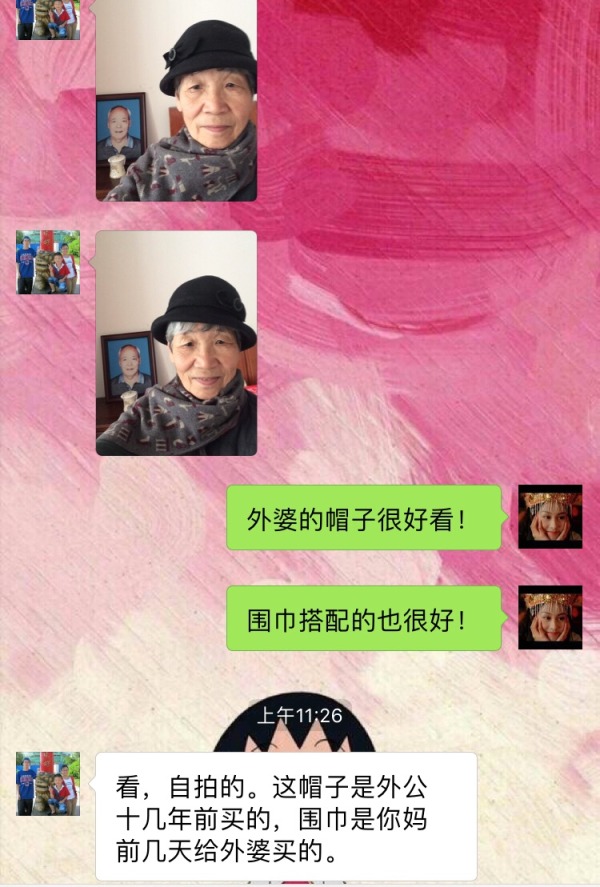 外婆的帽子很好看！
围巾搭配的也很好！
上午11:26
看，自拍的。这帽子是外公
十几年前买的，围巾是你妈
前几天给外婆买的。